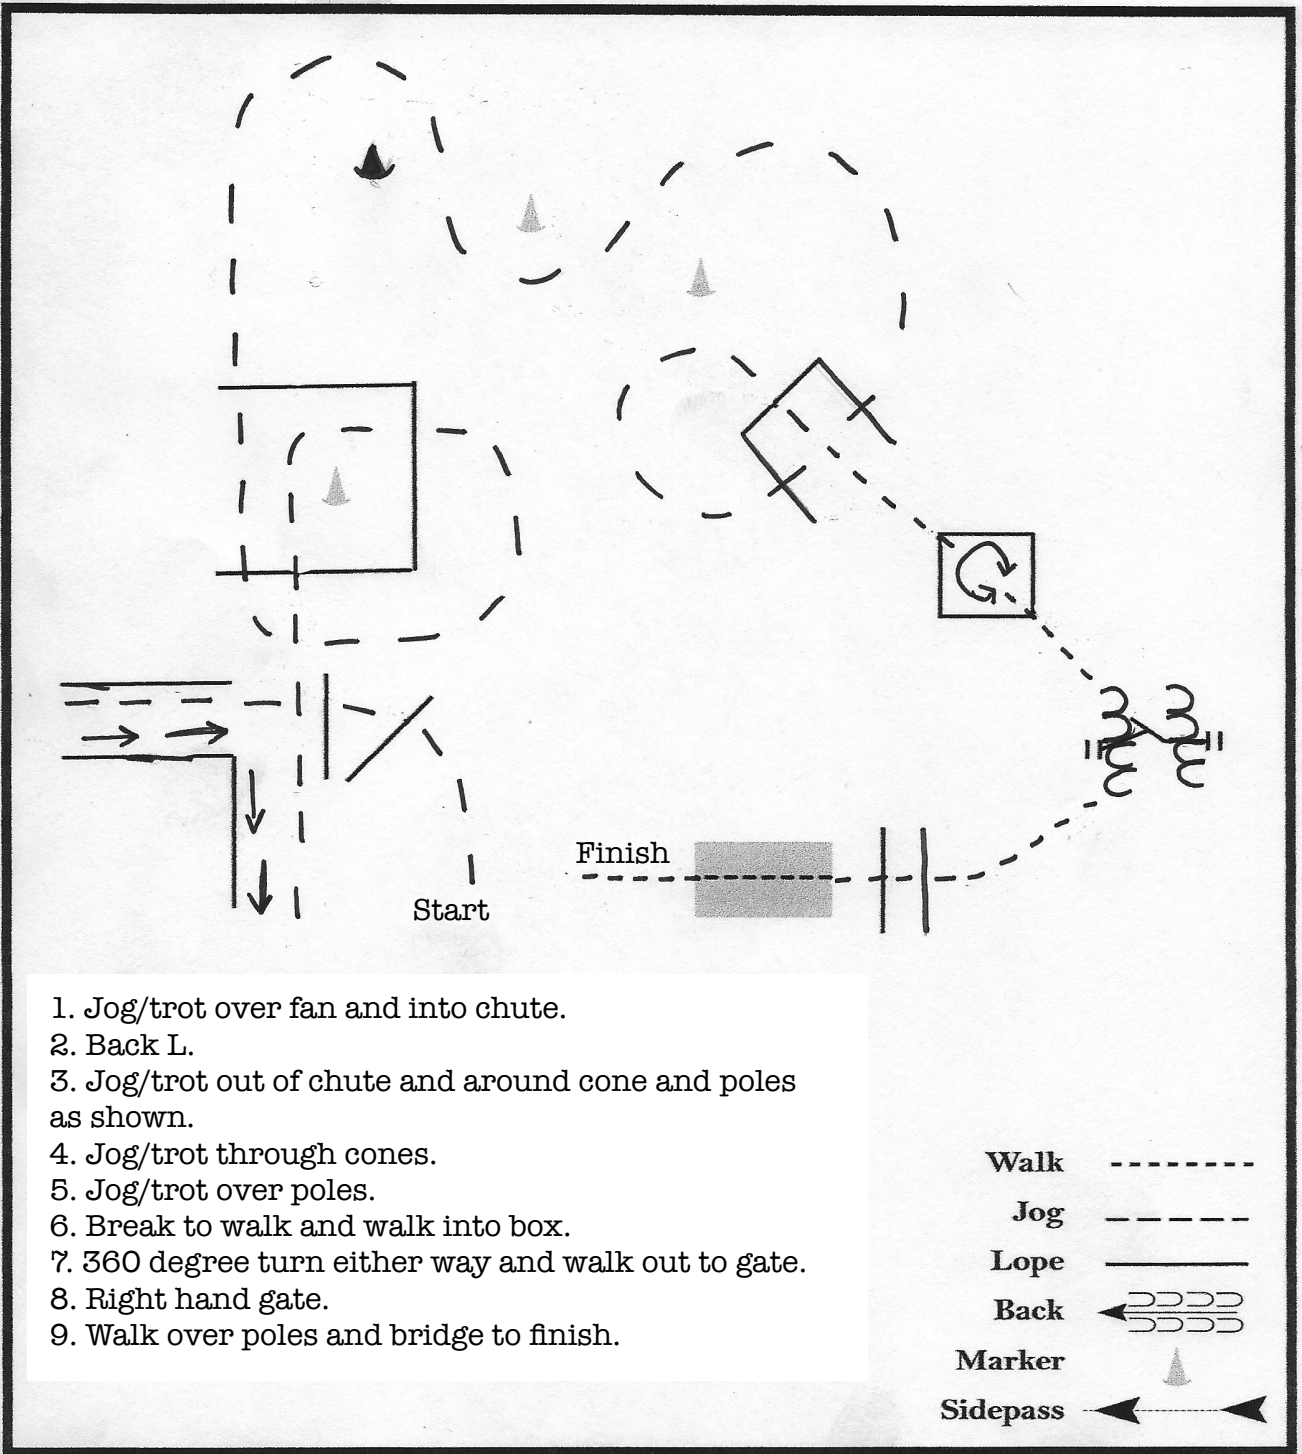 Finish
Start
1. Jog/trot over fan and into chute.
2. Back L.
3. Jog/trot out of chute and around cone and poles
as shown.
4. Jog/trot through cones.
5. Jog/trot over poles.
6. Break to walk and walk into box.
7. 360 degree turn either way and walk out to gate.
8. Right hand gate.
9. Walk over poles and bridge to finish.
Walk
Jog
Lope
Back
Marker
Sidepass